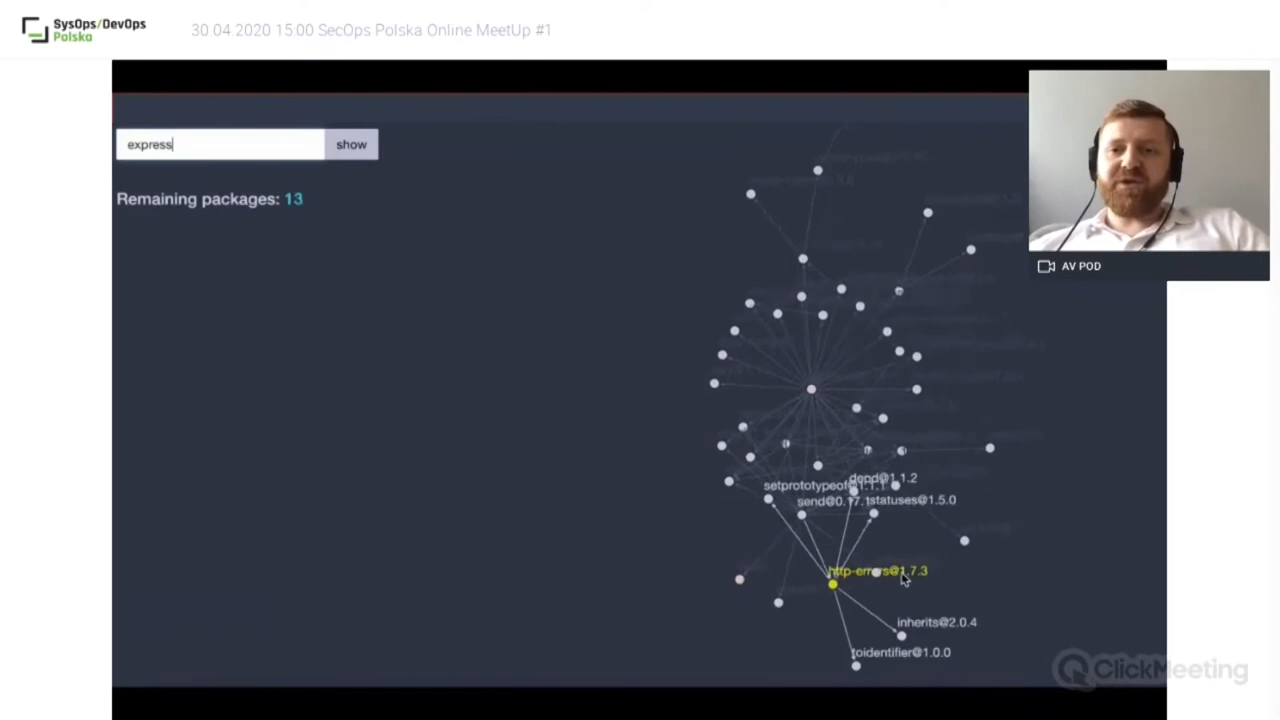 SysOps/DevOps
Polska
30.04 2020 15:00 SecOps Polska Online MeetUp #1
express
show
Remaining packages: 13
AV POD
depd@1.1.2
setprototypeof@1.1.1
send@0.17.1
statuses@1.5.0
http-errors@1.7.3
inherits@2.0.4
toidentifier@1.0.0
ClickMeeting